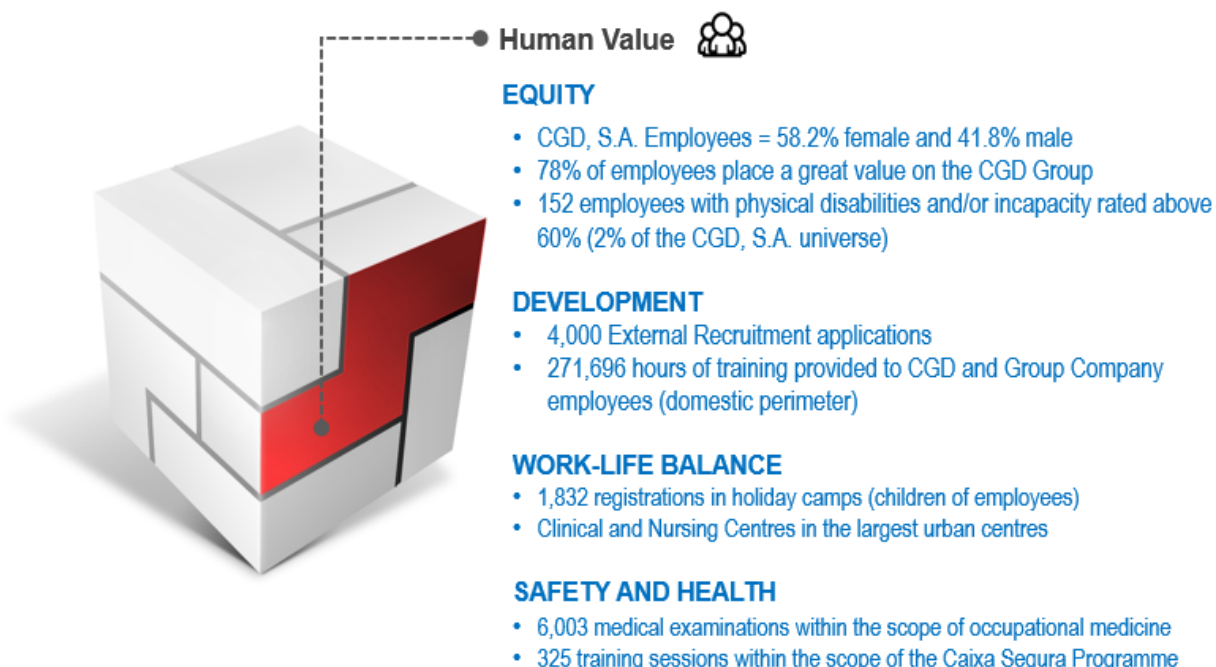 Human Value
EQUITY
• CGD, S.A. Employees = 58.2% female and 41.8% male
• 78% of employees place a great value on the CGD Group
• 152 employees with physical disabilities and/or incapacity rated above
60% (2% of the CGD, S.A. universe)
DEVELOPMENT
• 4,000 External Recruitment applications
• 271,696 hours of training provided to CGD and Group Company
employees (domestic perimeter)
WORK-LIFE BALANCE
• 1,832 registrations in holiday camps (children of employees)
• Clinical and Nursing Centres in the largest urban centres
SAFETY AND HEALTH
• 6,003 medical examinations within the scope of occupational medicine
• 325 training sessions within the scope of the Caixa Segura Programme